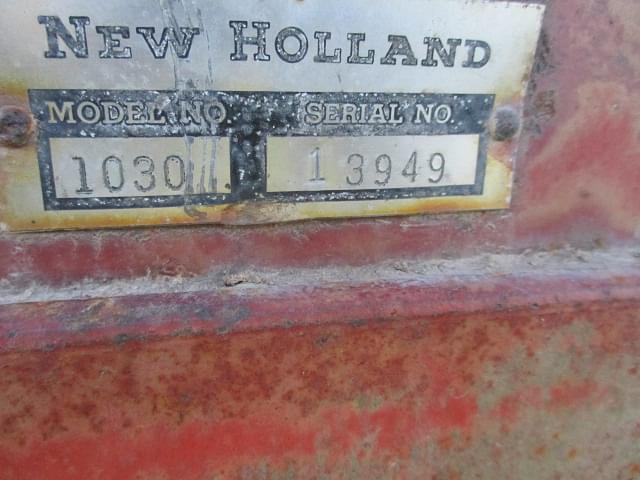 NEW HOLLAND
MODEL NO. SERIAL NO.
1030 13949